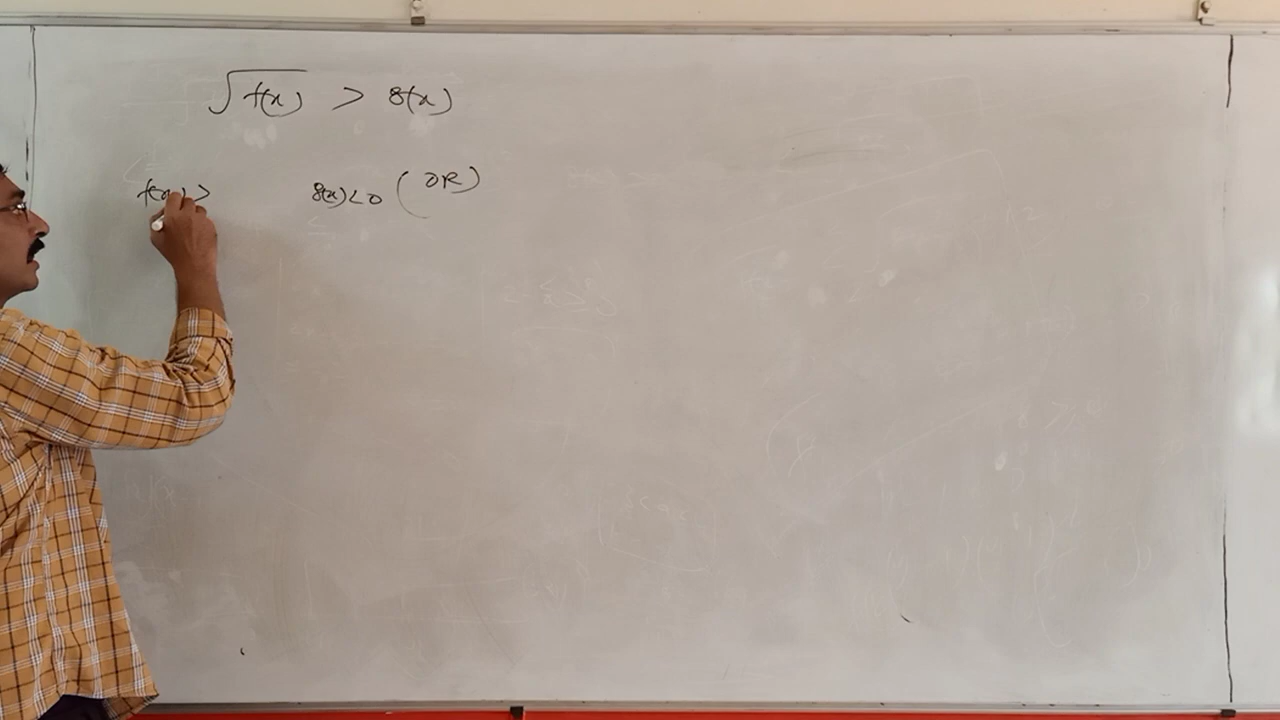 √f(x) > g(x)
f(x) > g(x)<0 (OR)